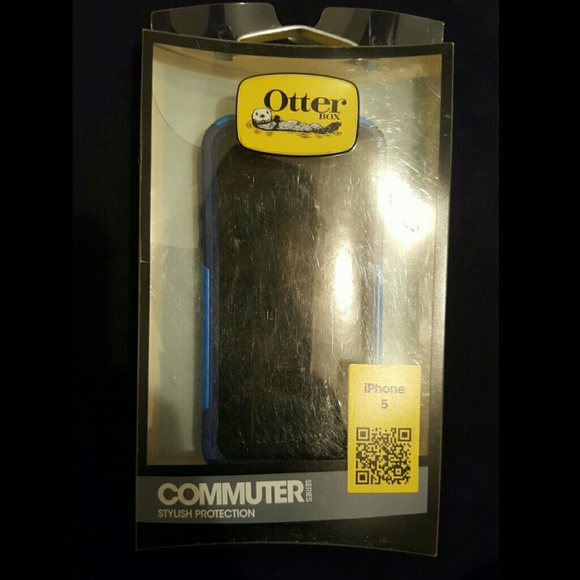 Otter
BOX
iPhone
5
COMMUTER SERIES
STYLISH PROTECTION